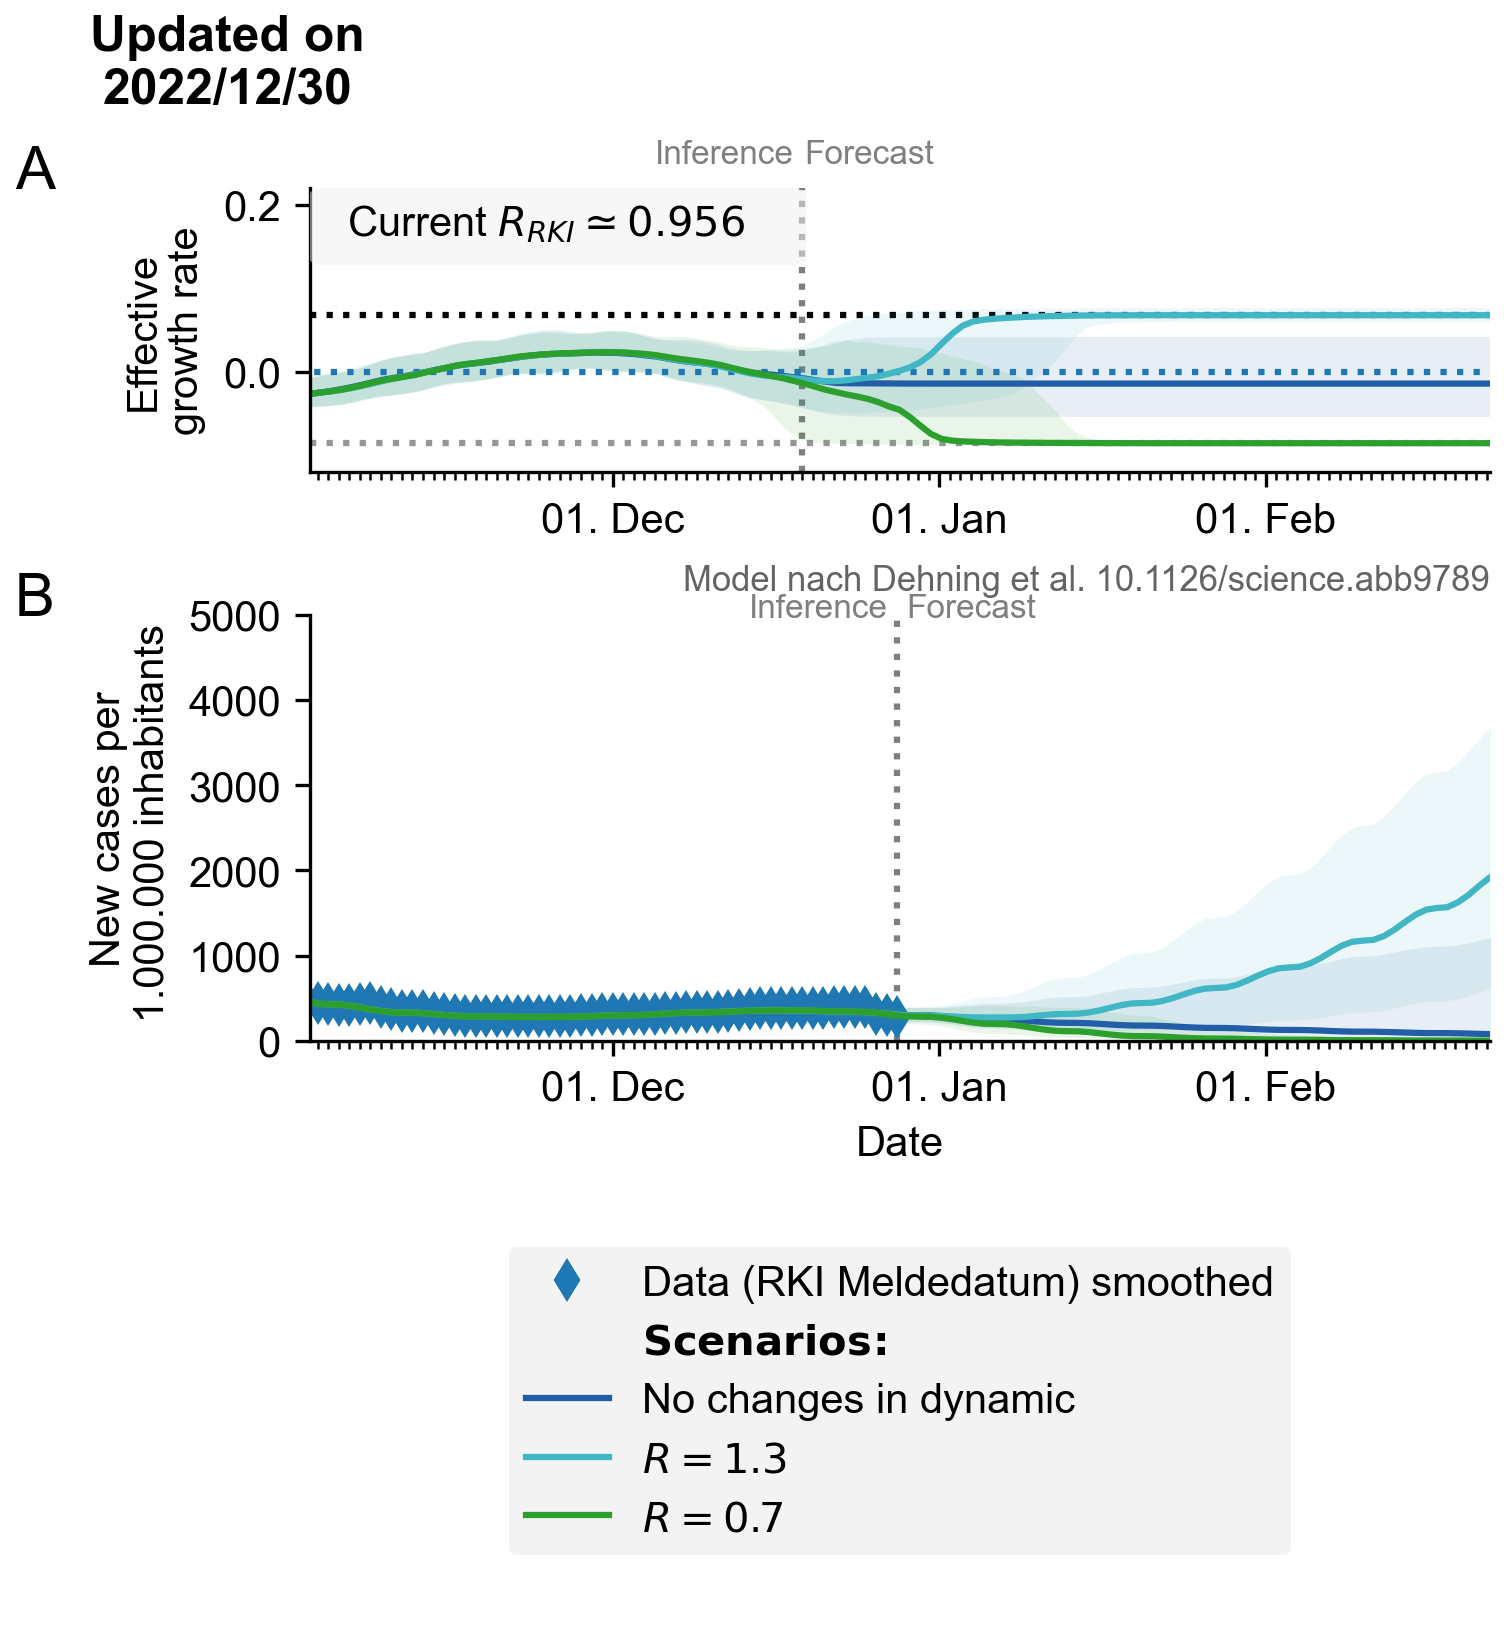 Updated on
2022/12/30
A
Inference Forecast
Current R_RKI ≃ 0.956
0.2
0.0
Effective
growth rate
01. Dec
01. Jan
01. Feb
Model nach Dehning et al. 10.1126/science.abb9789
B
Inference Forecast
5000
4000
3000
2000
1000
0
New cases per
1.000.000 inhabitants
01. Dec
01. Jan
01. Feb
Date
Data (RKI Meldedatum) smoothed
Scenarios:
No changes in dynamic
R = 1.3
R = 0.7